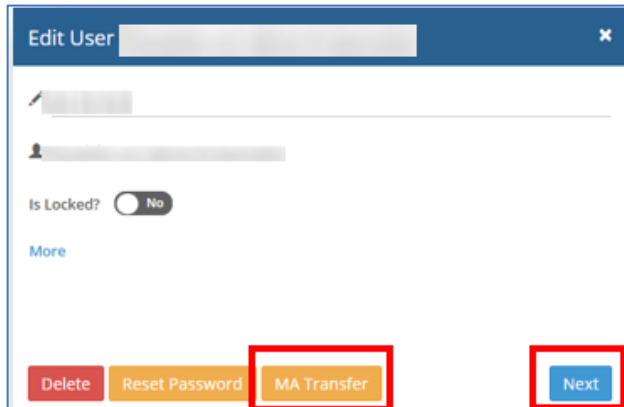 Edit User
Is Locked? No
More
Delete Reset Password MA Transfer Next